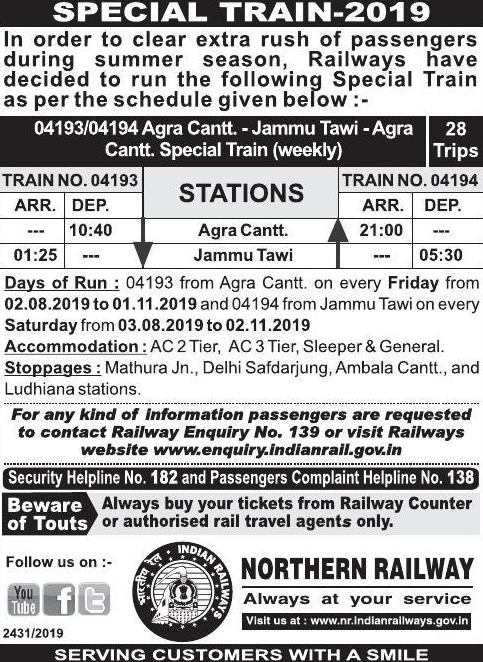 SPECIAL TRAIN-2019
In order to clear extra rush of passengers
during summer season, Railways have
decided to run the following Special Train
as per the schedule given below :-
04193/04194 Agra Cantt. - Jammu Tawi - Agra
Cantt. Special Train (weekly)
28
Trips
TRAIN NO. 04193
STATIONS
TRAIN NO. 04194
ARR. DEP.
ARR. DEP.
--- 10:40 Agra Cantt. 21:00 ---
01:25 --- Jammu Tawi --- 05:30
Days of Run : 04193 from Agra Cantt. on every Friday from
02.08.2019 to 01.11.2019 and 04194 from Jammu Tawi on every
Saturday from 03.08.2019 to 02.11.2019
Accommodation : AC 2 Tier, AC 3 Tier, Sleeper & General.
Stoppages : Mathura Jn., Delhi Safdarjung, Ambala Cantt., and
Ludhiana stations.
For any kind of information passengers are requested
to contact Railway Enquiry No. 139 or visit Railways
website www.enquiry.indianrail.gov.in
Security Helpline No. 182 and Passengers Complaint Helpline No. 138
Beware
of Touts
Always buy your tickets from Railway Counter
or authorised rail travel agents only.
Follow us on :-
You
Tube
f
t
2431/2019
भारतीय रेल
INDIAN RAILWAYS
NORTHERN RAILWAY
Always at your service
Visit us at : www.nr.indianrailways.gov.in
SERVING CUSTOMERS WITH A SMILE